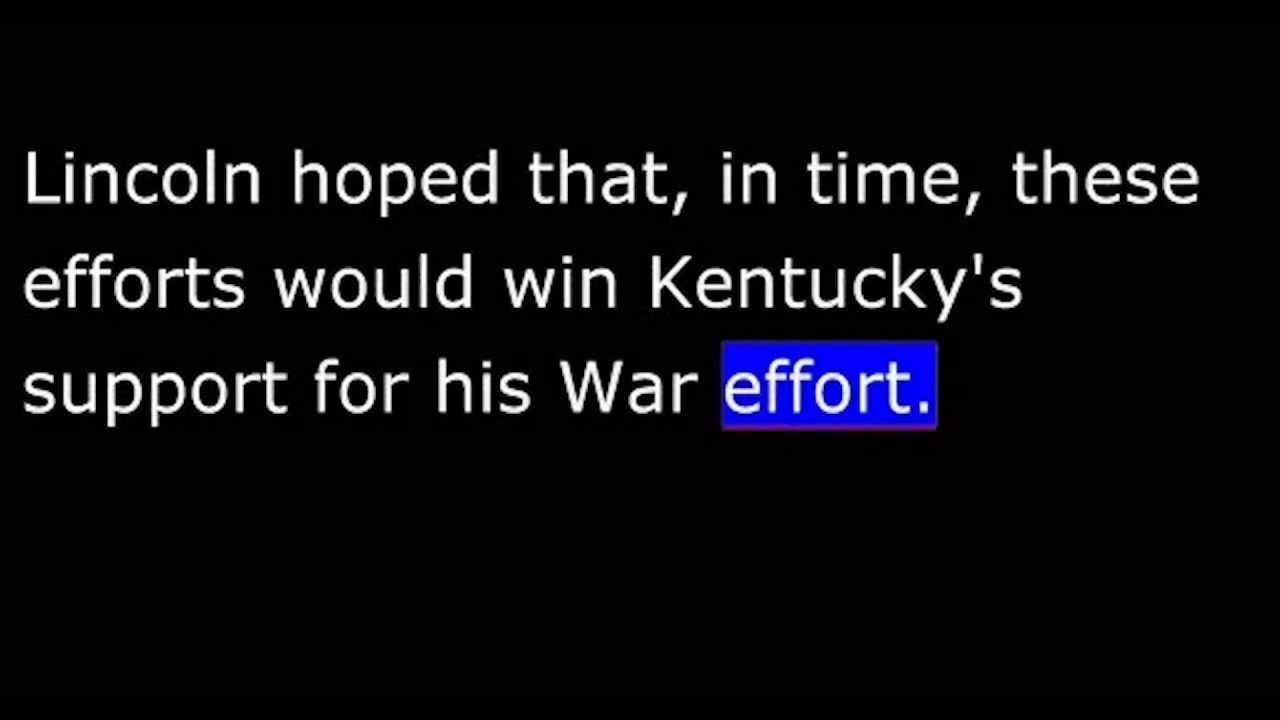 Lincoln hoped that, in time, these
efforts would win Kentucky's
support for his War effort.